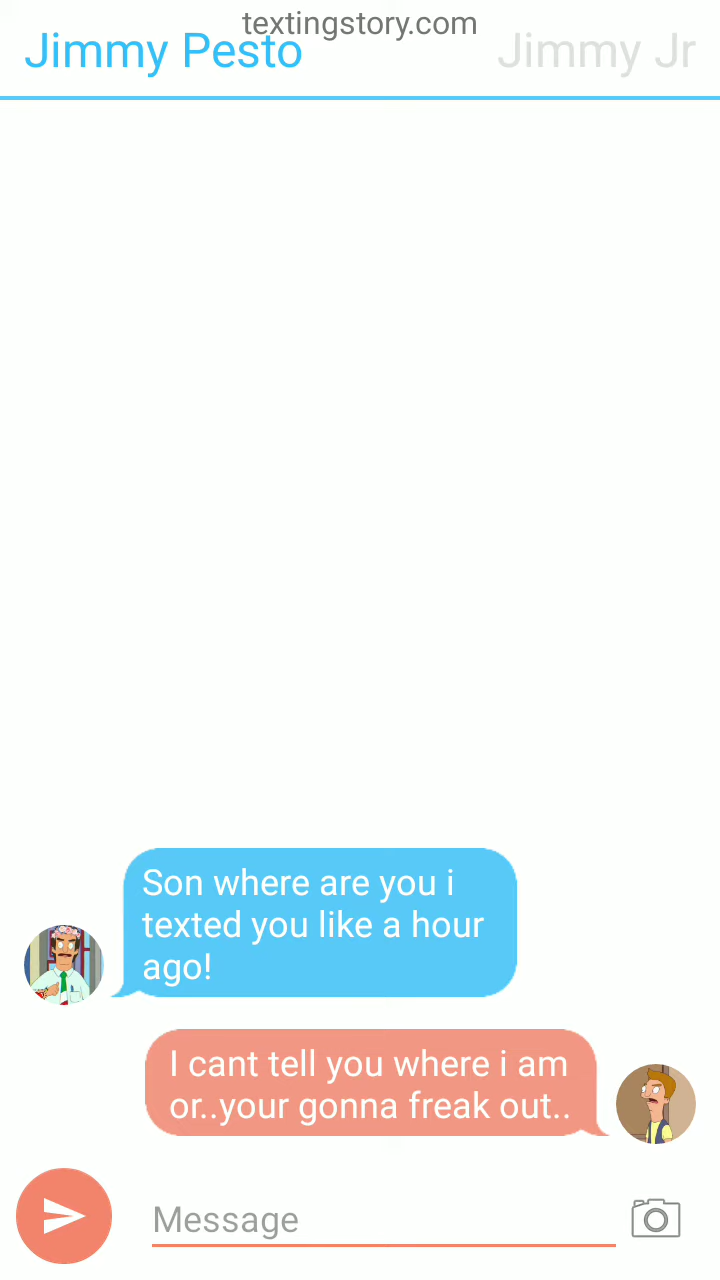 textingstory.com
Jimmy Pesto Jimmy Jr
Son where are you i
texted you like a hour
ago!
I cant tell you where i am
or..your gonna freak out..
Message